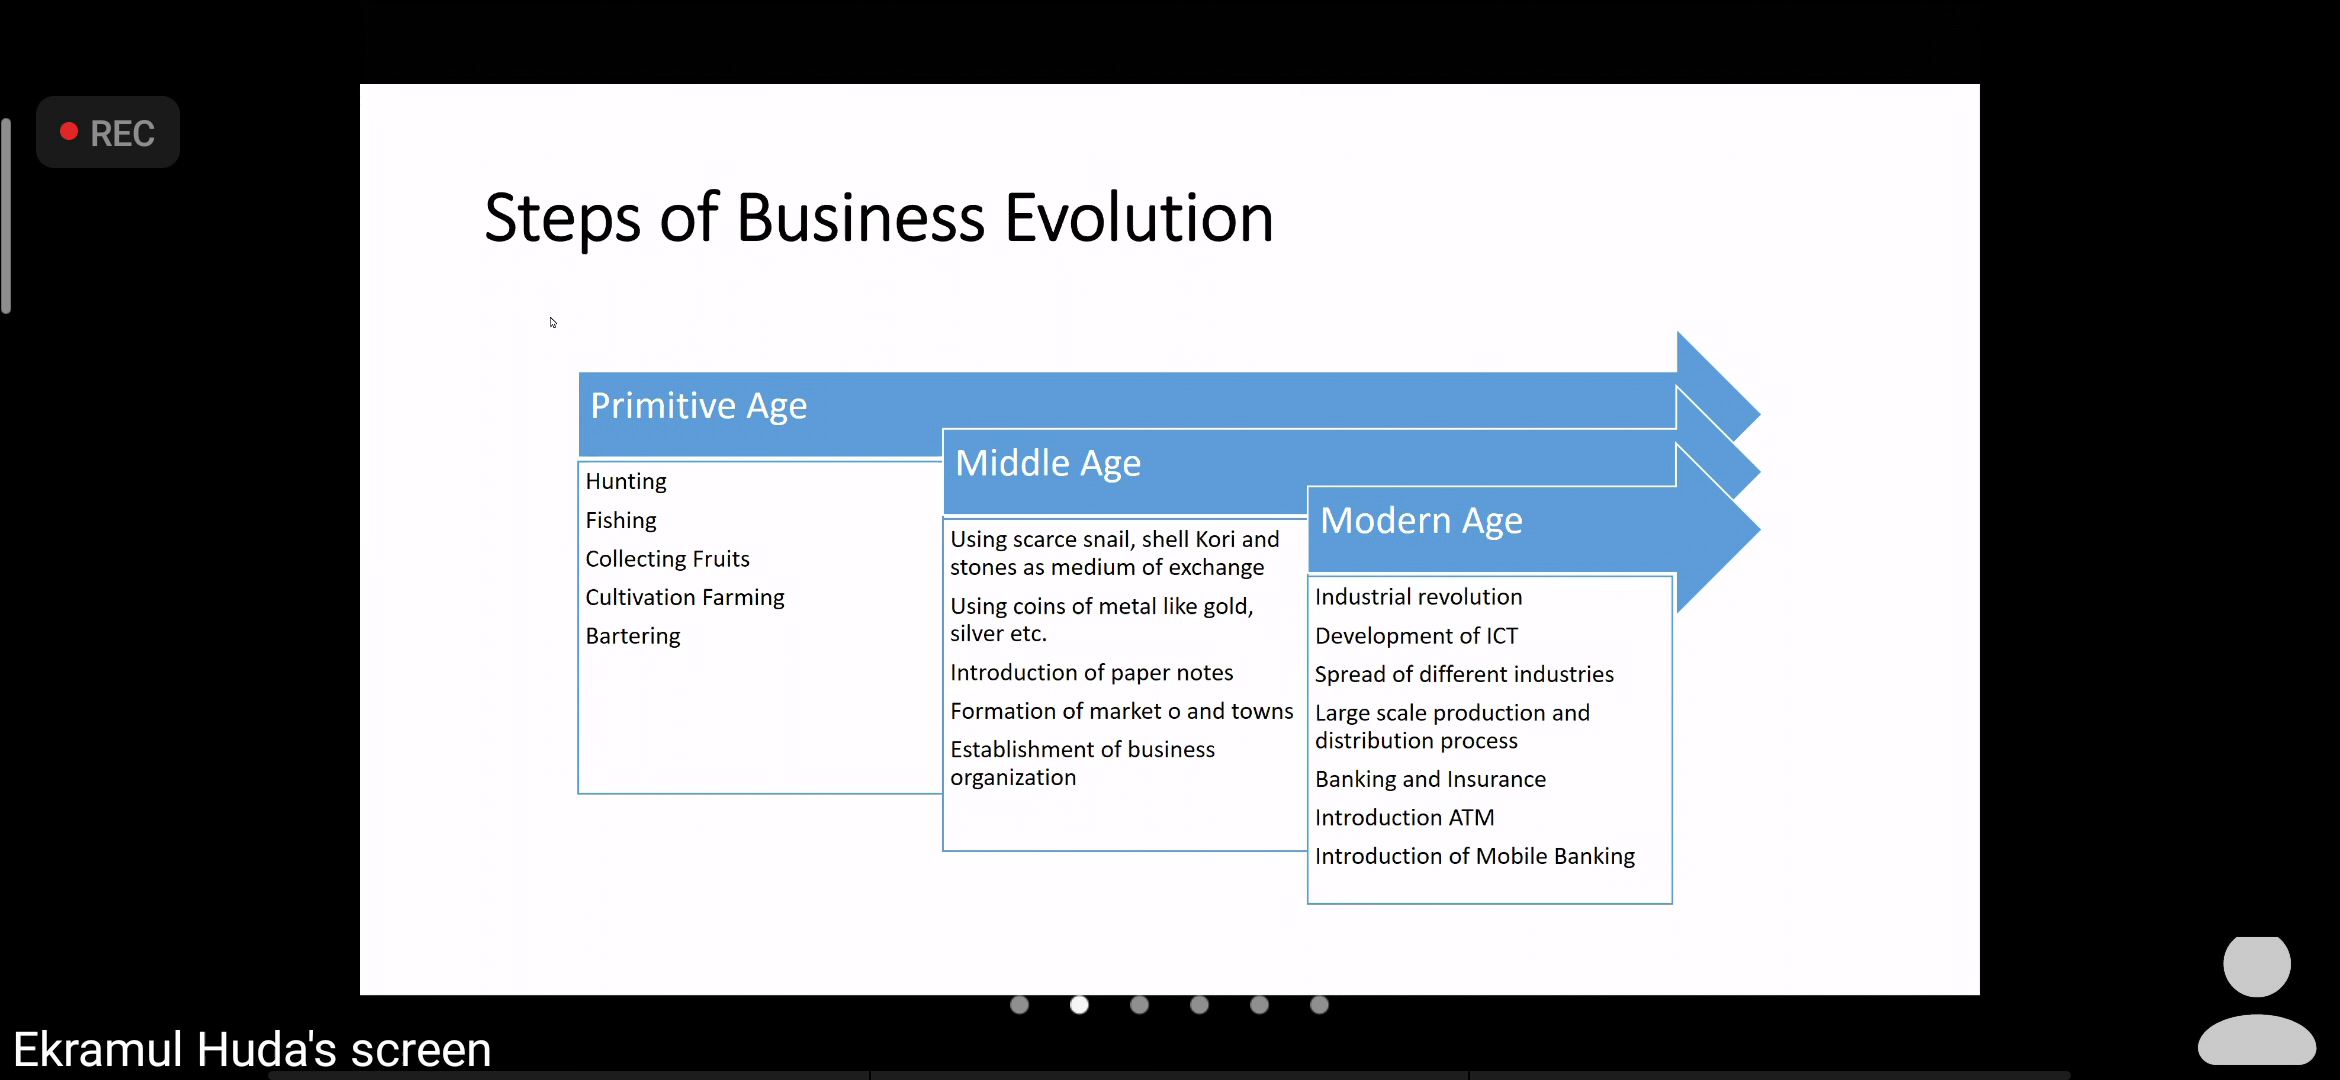 REC
Steps of Business Evolution
Primitive Age
Hunting
Fishing
Collecting Fruits
Cultivation Farming
Bartering
Middle Age
Using scarce snail, shell Kori and
stones as medium of exchange
Using coins of metal like gold,
silver etc.
Introduction of paper notes
Formation of market o and towns
Establishment of business
organization
Modern Age
Industrial revolution
Development of ICT
Spread of different industries
Large scale production and
distribution process
Banking and Insurance
Introduction ATM
Introduction of Mobile Banking
Ekramul Huda's screen